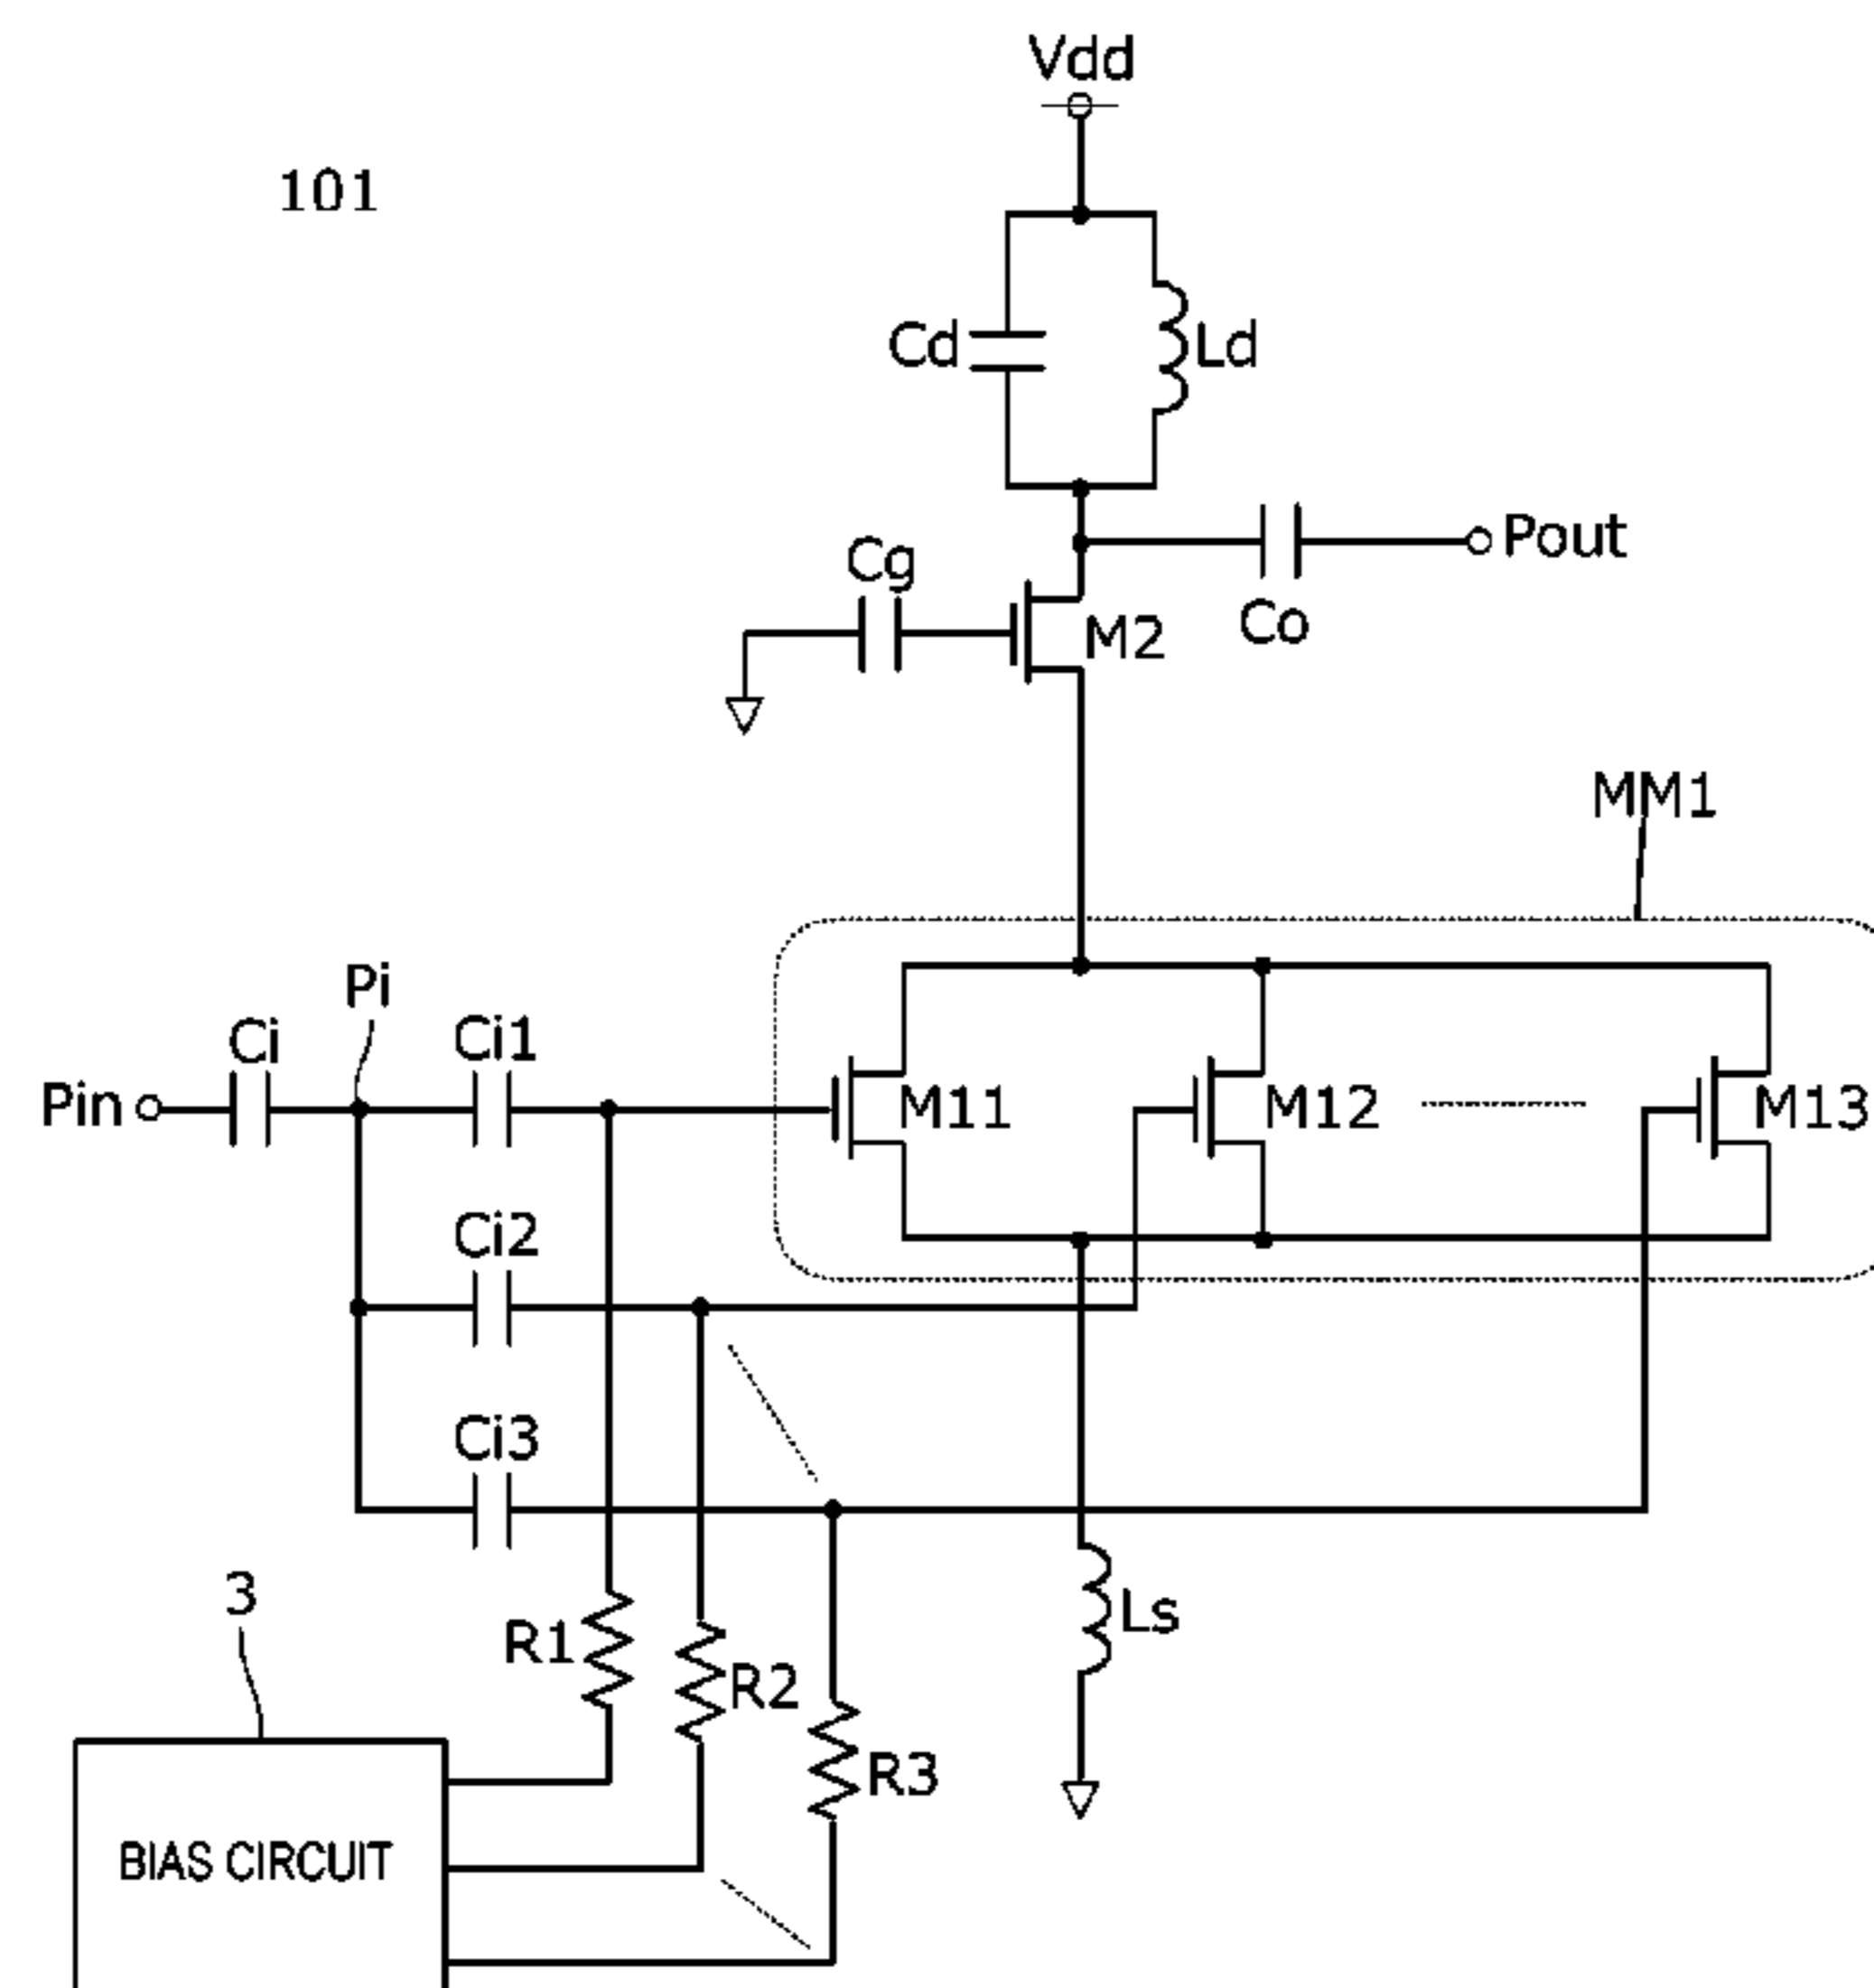 Vdd
101
Cd
Ld
Cg
Pout
M2
Co
MM1
Pi
Ci
Ci1
Pin
M11
M12
M13
Ci2
Ci3
3
R1
Ls
R2
R3
BIAS CIRCUIT